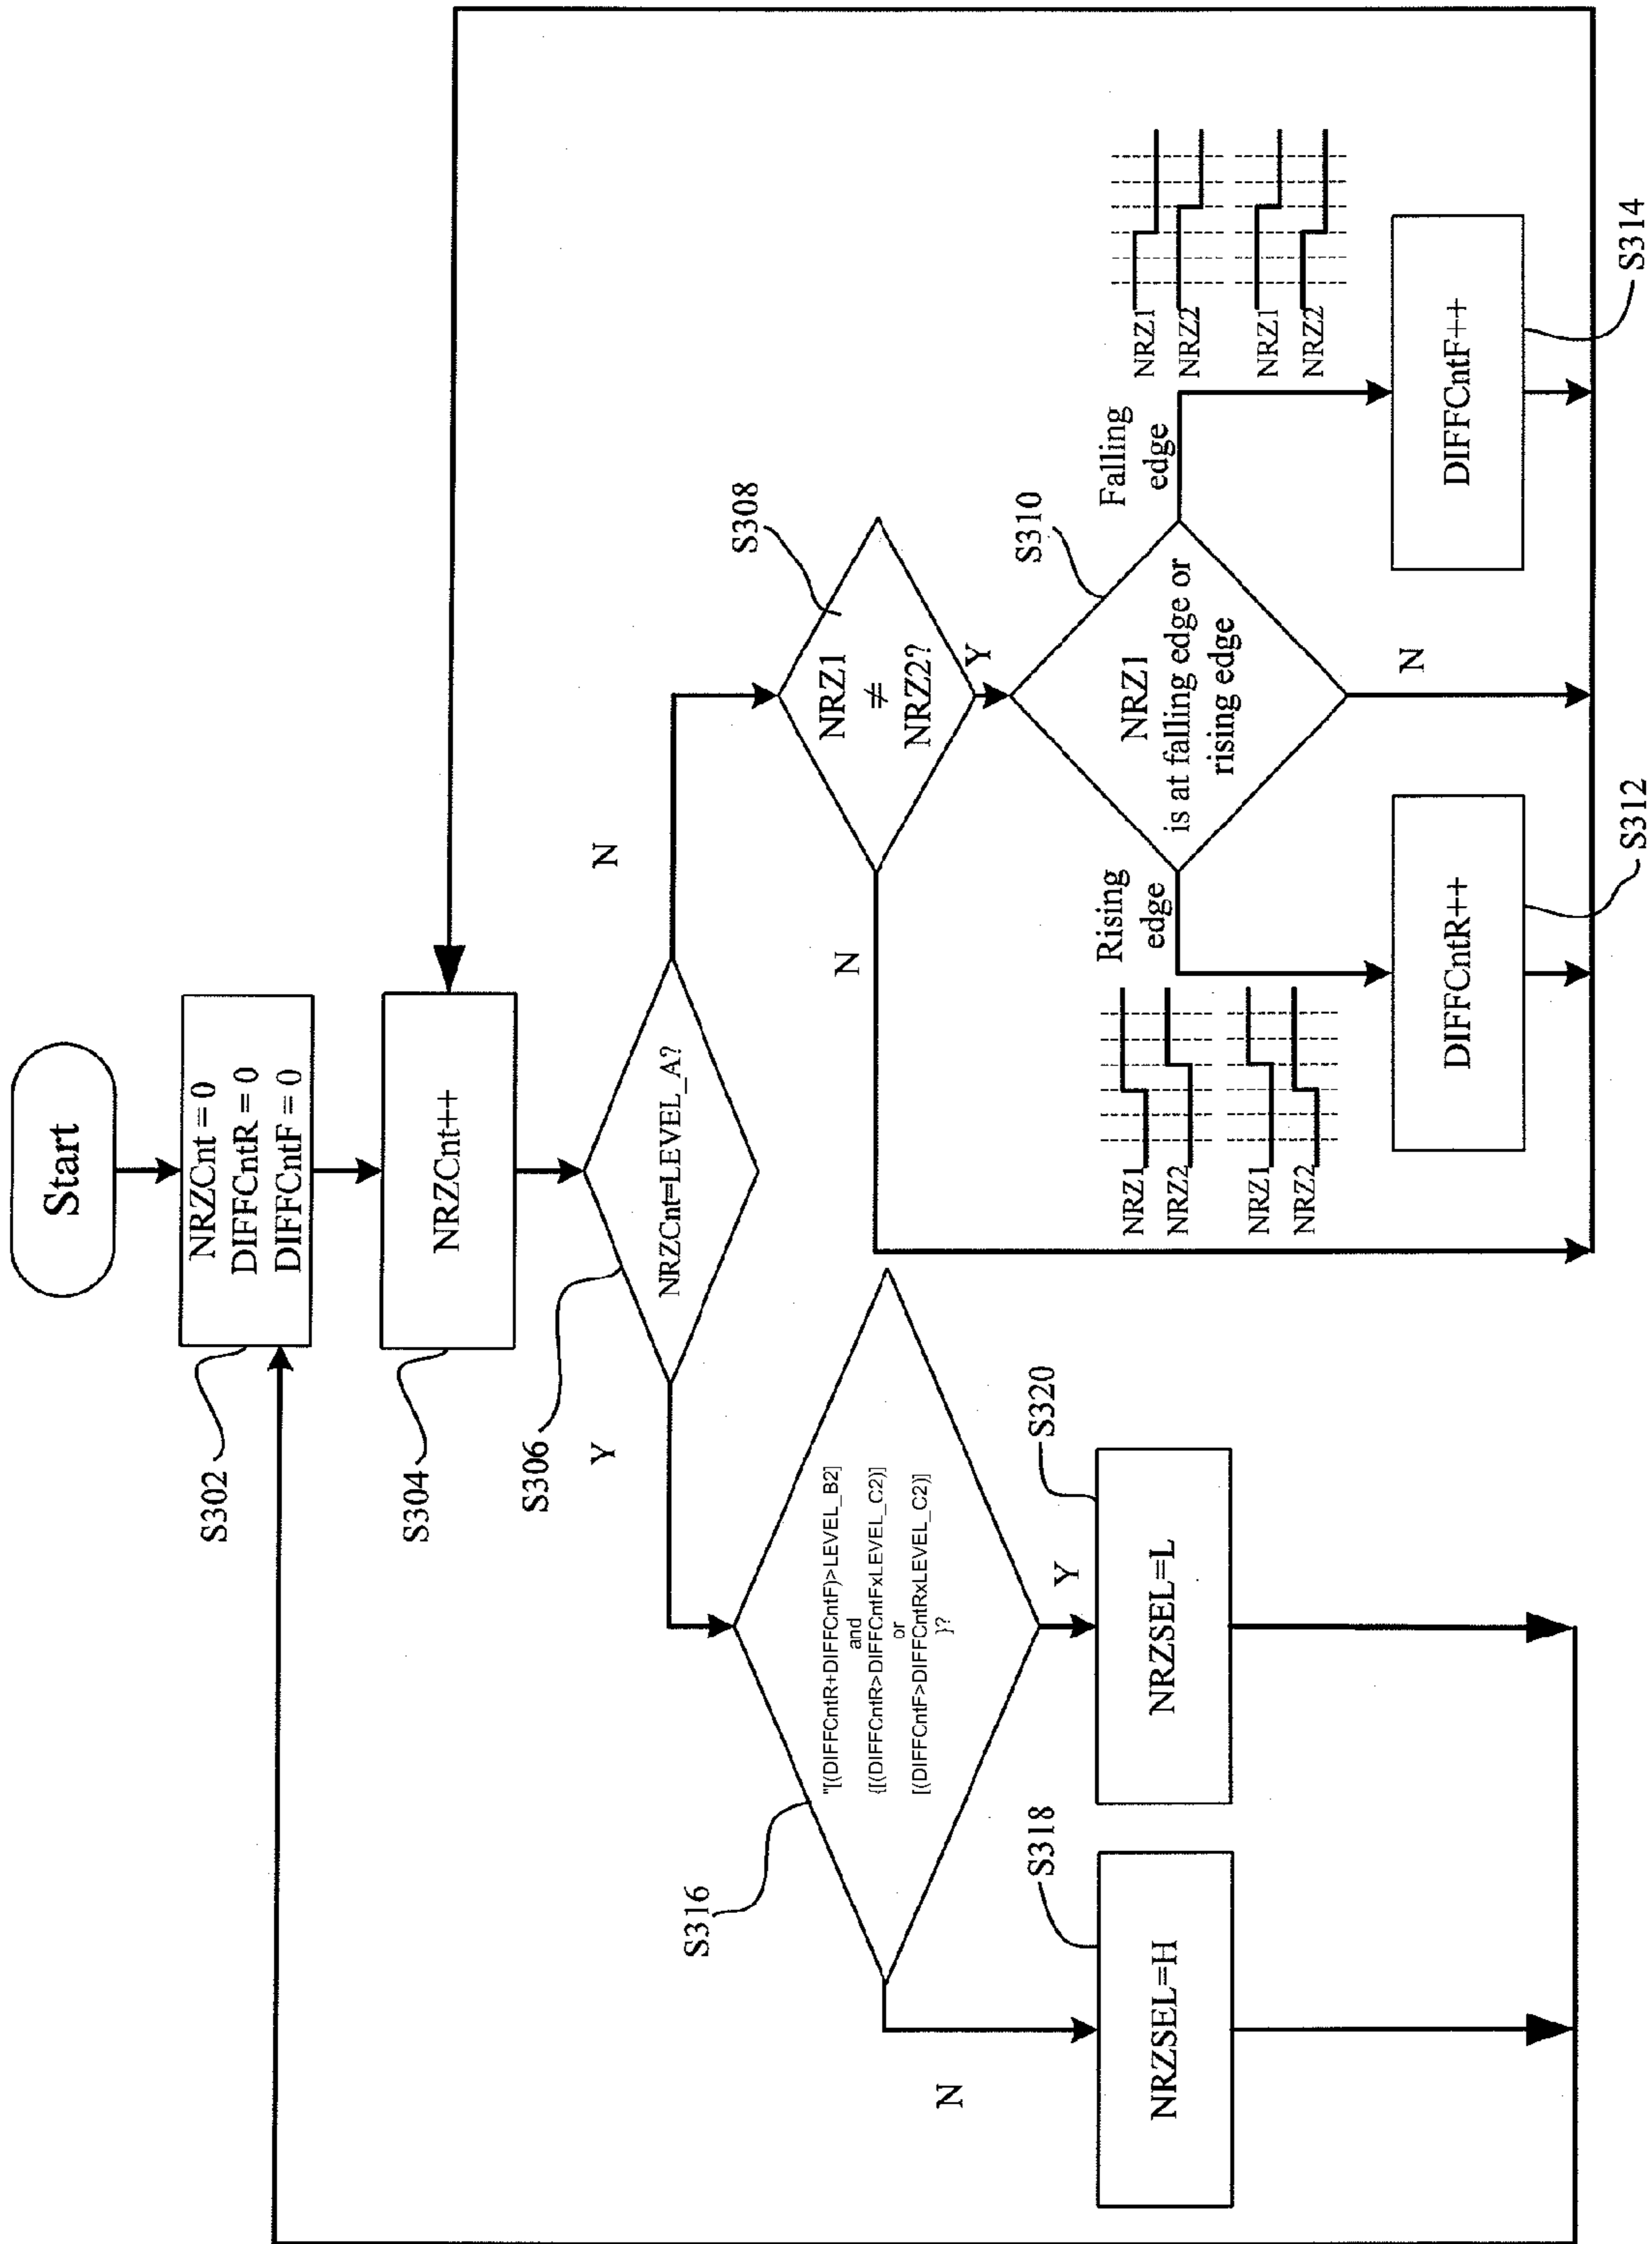 Start
NRZCnt = 0
DIFFCntR = 0
DIFFCntF = 0
S302
NRZCnt++
S304
NRZCnt=LEVEL_A?
S306
Y
N
"[(DIFFCntR+DIFFCntF)>LEVEL_B2]
and
{[(DIFFCntR>DIFFCntFxLEVEL_C2)]
or
[(DIFFCntF>DIFFCntRxLEVEL_C2)]
}?
S316
N
Y
NRZSEL=H
S318
NRZSEL=L
S320
NRZ1
≠
NRZ2?
S308
N
Y
NRZ1
is at falling edge or
rising edge
S310
Rising
edge
Falling
edge
N
NRZ1
NRZ2
NRZ1
NRZ2
NRZ1
NRZ2
NRZ1
NRZ2
DIFFCntR++
S312
DIFFCntF++
S314